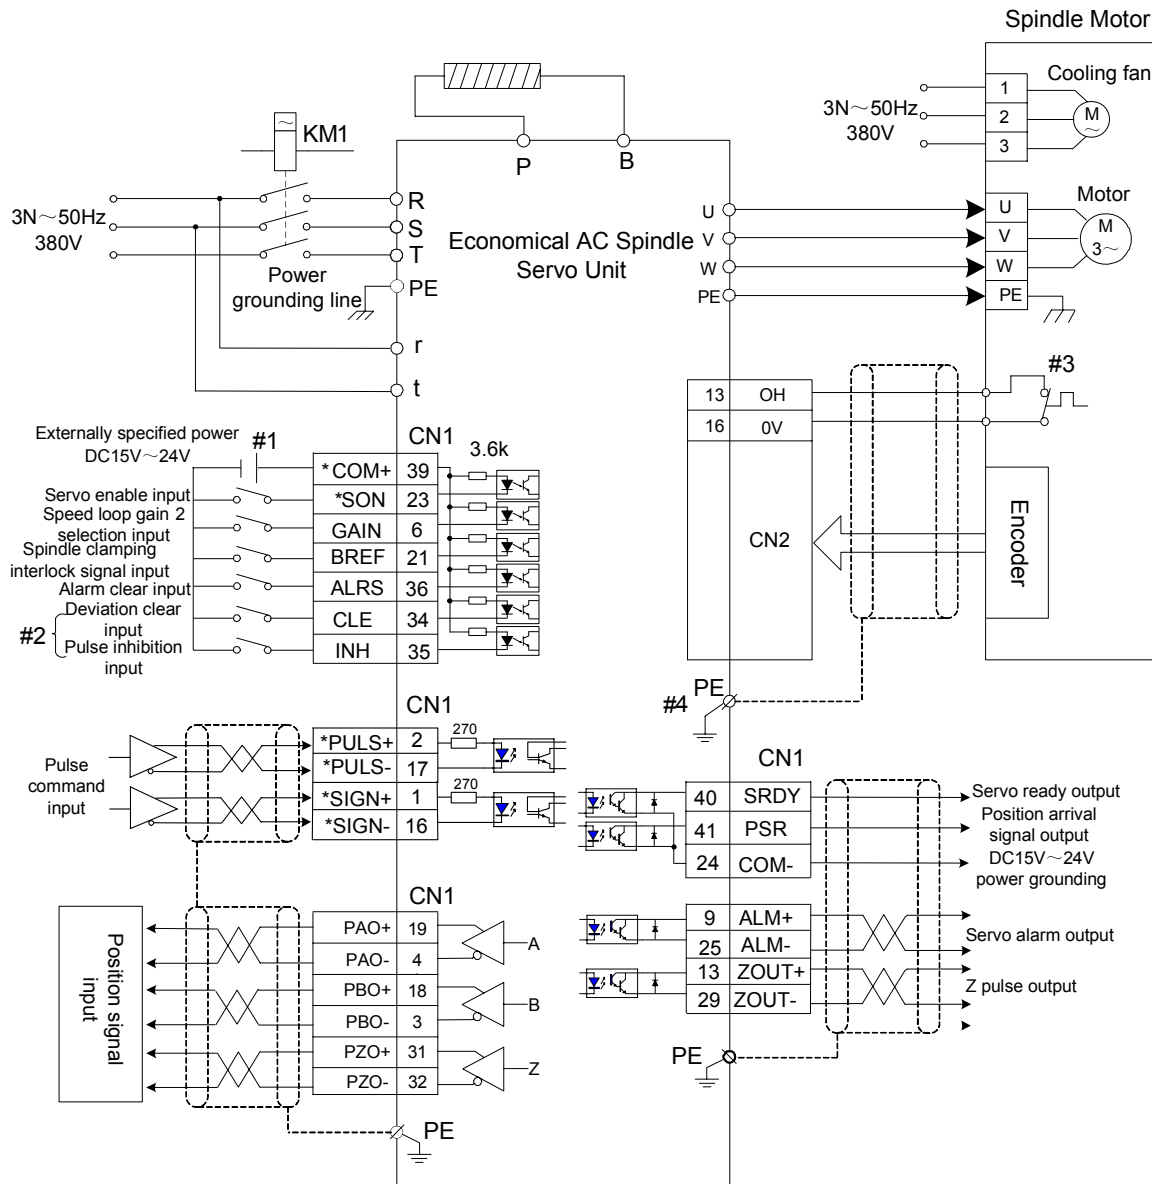 Spindle Motor
Cooling fan
3N～50Hz
380V
1
2
3
M
～
～
KM1
P
B
3N～50Hz
380V
R
S
T
PE
Power
grounding line
r
t
Economical AC Spindle
Servo Unit
U
V
W
PE
U
V
W
PE
Motor
M
3～
#3
13
OH
16
0V
CN2
Encoder
#4
PE
CN1
Externally specified power
DC15V～24V
#1
3.6k
*COM+
39
Servo enable input
*SON
23
Speed loop gain 2
selection input
GAIN
6
Spindle clamping
interlock signal input
BREF
21
Alarm clear input
ALRS
36
#2
Deviation clear
input
CLE
34
Pulse inhibition
input
INH
35
CN1
Pulse
command
input
*PULS+
2
270
*PULS-
17
*SIGN+
1
270
*SIGN-
16
CN1
40
SRDY
Servo ready output
41
PSR
Position arrival
signal output
24
COM-
DC15V～24V
power grounding
9
ALM+
25
ALM-
Servo alarm output
13
ZOUT+
29
ZOUT-
Z pulse output
PE
CN1
Position signal
input
PAO+
19
PAO-
4
A
PBO+
18
PBO-
3
B
PZO+
31
PZO-
32
Z
PE